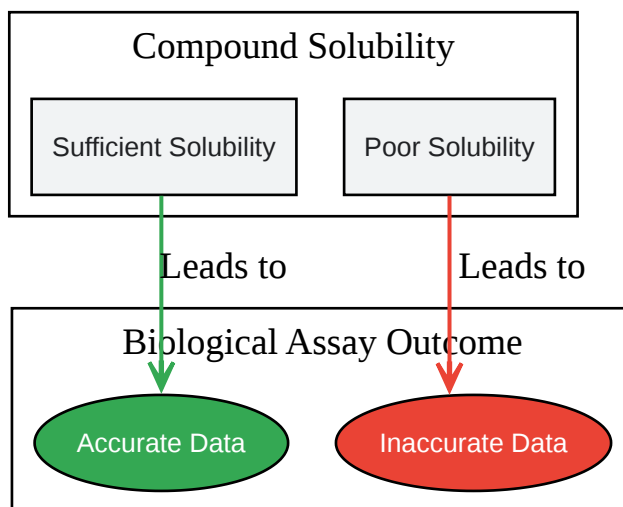 Compound Solubility
Sufficient Solubility
Poor Solubility
Leads to
Leads to
Biological Assay Outcome
Accurate Data
Inaccurate Data